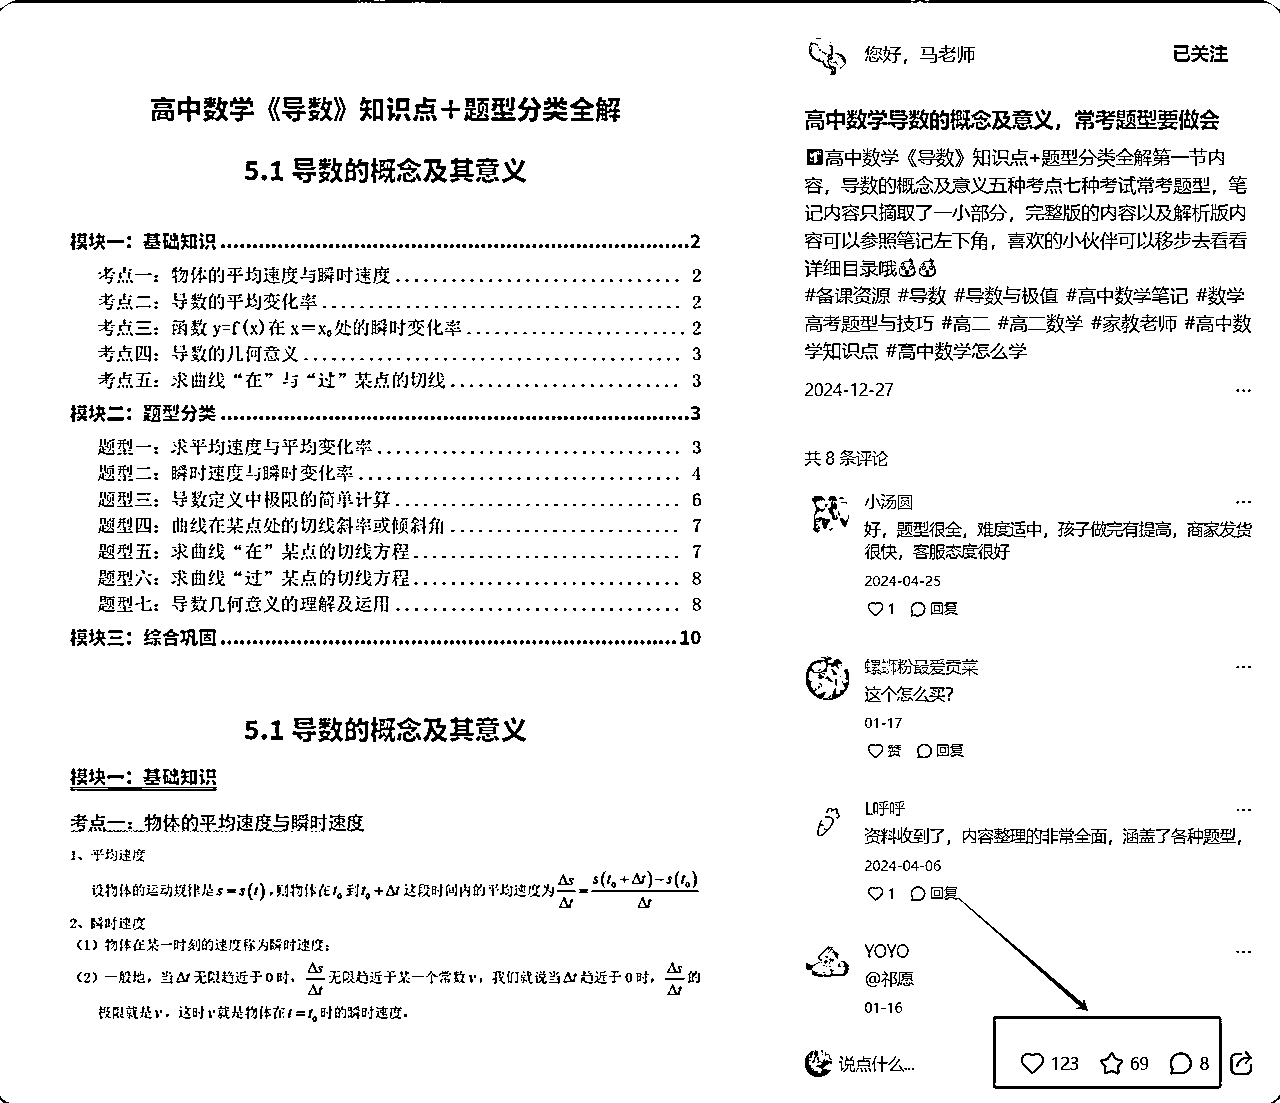 高中数学《导数》知识点＋题型分类全解
5.1 导数的概念及其意义
模块一：基础知识........................2
考点一：物体的平均速度与瞬时速度........................2
考点二：导数的平均变化率........................2
考点三：函数 y=f(x)在 x=x₀处的瞬时变化率........................2
考点四：导数的几何意义........................3
考点五：求曲线“在”与“过”某点的切线........................3
模块二：题型分类........................3
题型一：求平均速度与平均变化率........................3
题型二：瞬时速度与瞬时变化率........................4
题型三：导数定义中极限的简单计算........................6
题型四：曲线在某点处的切线斜率或倾斜角........................7
题型五：求曲线“在”某点的切线方程........................7
题型六：求曲线“过”某点的切线方程........................8
题型七：导数几何意义的理解及运用........................8
模块三：综合巩固........................10
5.1 导数的概念及其意义
模块一：基础知识
考点一：物体的平均速度与瞬时速度
1、平均速度
设物体的运动规律是 s=s(t),则物体在 t₀ 到 t₀+Δt 这段时间内的平均速度为 Δs/Δt=(s(t₀+Δt)-s(t₀))/Δt
2、瞬时速度
（1）物体在某一时刻的速度称为瞬时速度；
（2）一般地，当 Δt 无限趋近于 0 时，Δs/Δt 无限趋近于某一个常数 v，我们就说当 Δt 趋近于 0 时，Δs/Δt 的
极限就是 v，这时 v 就是物体在 t=t₀ 时的瞬时速度.
您好，马老师
已关注
高中数学导数的概念及意义，常考题型要做会
高中数学《导数》知识点+题型分类全解第一节内
容，导数的概念及意义五种考点七种考试常考题型，笔
记内容只摘取了一小部分，完整版的内容以及解析版内
容可以参照笔记左下角，喜欢的小伙伴可以移步去看看
详细目录哦
#备课资源 #导数 #导数与极值 #高中数学笔记 #数学
高考题型与技巧 #高二 #高二数学 #家教老师 #高中数
学知识点 #高中数学怎么学
2024-12-27
···
共 8 条评论
小汤圆
···
好，题型很全，难度适中，孩子做完有提高，商家发货
很快，客服态度很好
2024-04-25
1 回复
螺蛳粉最爱贡菜
···
这个怎么买？
01-17
赞 回复
L呼呼
···
资料收到了，内容整理的非常全面，涵盖了各种题型，
2024-04-06
1 回复
YOYO
···
@祁愿
01-16
说点什么...
123 69 8